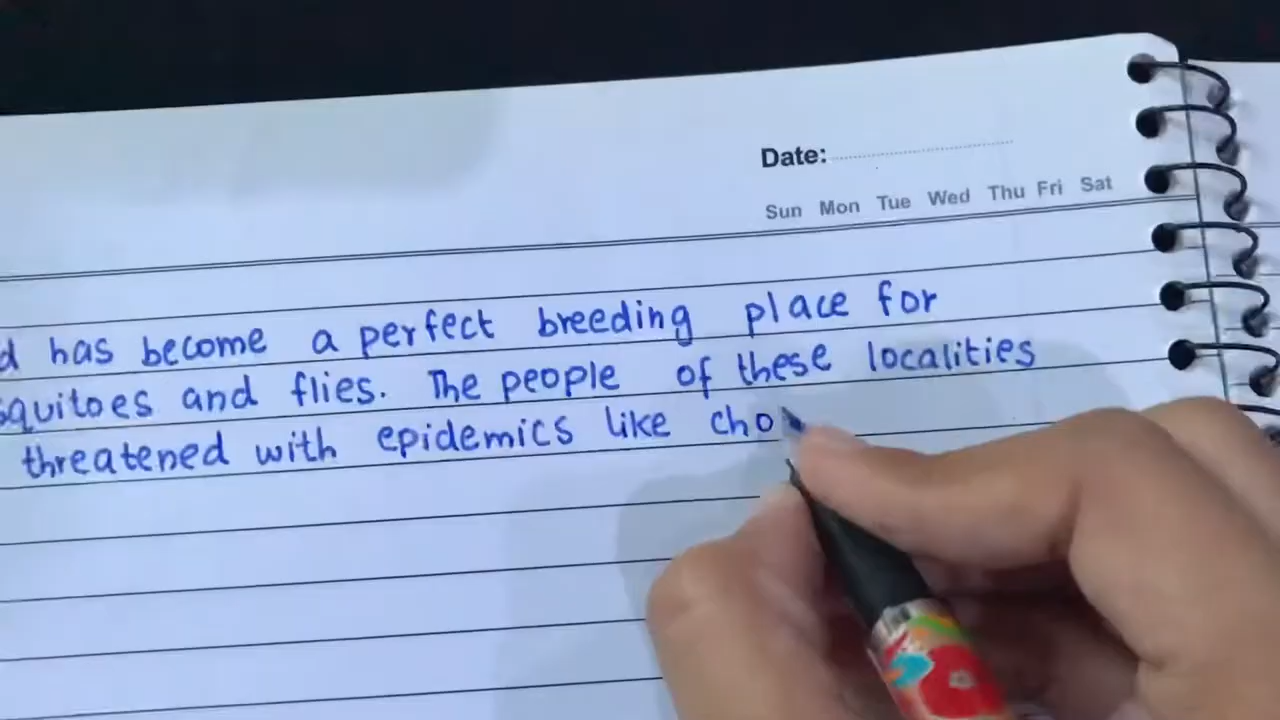 Date:
Sun Mon Tue Wed Thu Fri Sat
has become a perfect breeding place for
and flies. The people of these localities
threatened with epidemics like cho